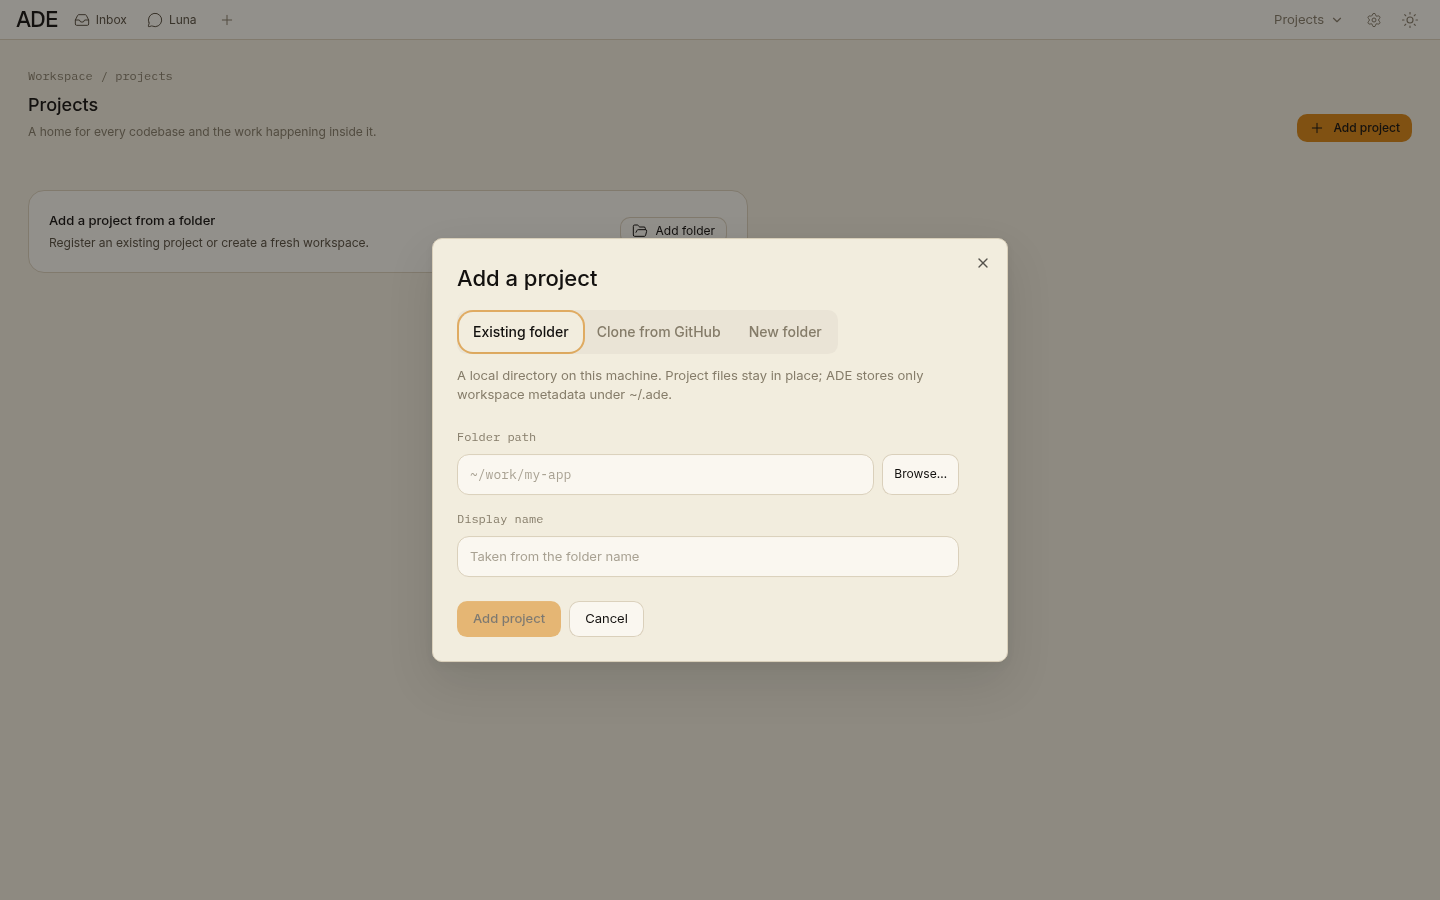 ADE Inbox Luna Projects
Workspace / projects
Projects
A home for every codebase and the work happening inside it.
Add project
Add a project from a folder
Register an existing project or create a fresh workspace.
Add folder
Add a project
Existing folder Clone from GitHub New folder
A local directory on this machine. Project files stay in place; ADE stores only
workspace metadata under ~/.ade.
Folder path
~/work/my-app Browse...
Display name
Taken from the folder name
Add project Cancel